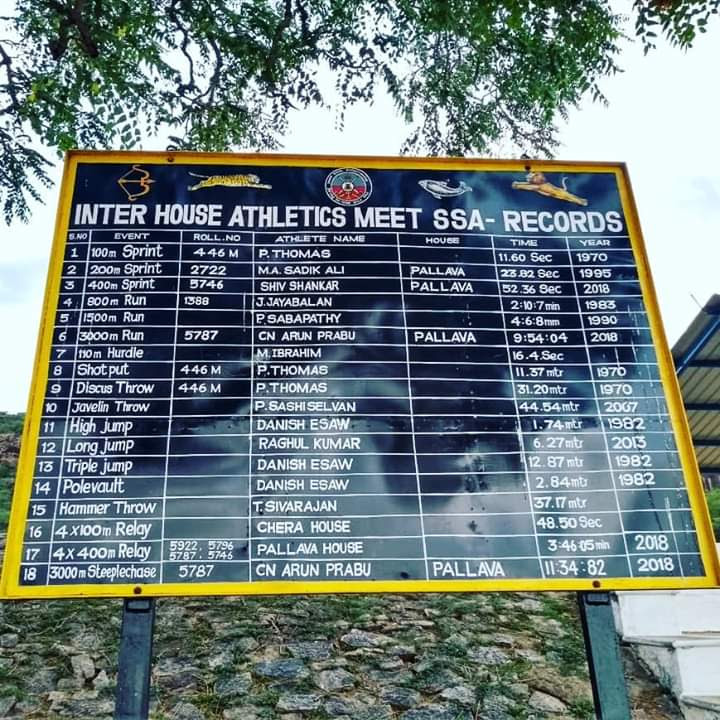 INTER HOUSE ATHLETICS MEET SSA- RECORDS
S.NO EVENT ROLL.NO ATHLETE NAME HOUSE TIME YEAR
1 100m Sprint 446 M P.THOMAS 11.60 Sec 1970
2 200m Sprint 2722 M.A. SADIK ALI PALLAVA 23.82 Sec 1995
3 400m Sprint 5746 SHIV SHANKAR PALLAVA 52.36 Sec 2018
4 800m Run 1388 J.JAYABALAN 2:10:7min 1983
5 1500m Run P.SABAPATHY 4:6:8mm 1990
6 3000m Run 5787 CN ARUN PRABU PALLAVA 9:54:04 2018
7 110m Hurdle M.IBRAHIM 16.4.Sec
8 Shot put 446 M P.THOMAS 11.37 mtr 1970
9 Discus Throw 446 M P.THOMAS 31.20 mtr 1970
10 Javelin Throw P.SASHI SELVAN 44.54 mtr 2007
11 High jump DANISH ESAW 1.74 mtr 1982
12 Long jump RAGHUL KUMAR 6.27 mtr 2013
13 Triple jump DANISH ESAW 12.87 mtr 1982
14 Polevault DANISH ESAW 2.84 mtr 1982
15 Hammer Throw T.SIVARAJAN 37.17 mtr
16 4x100m Relay CHERA HOUSE 48.50 Sec
17 4x400m Relay 5922. 5796 5787. 5746 PALLAVA HOUSE 3:46:05 min 2018
18 3000m Steeplechase 5787 CN ARUN PRABU PALLAVA 11:34:82 2018